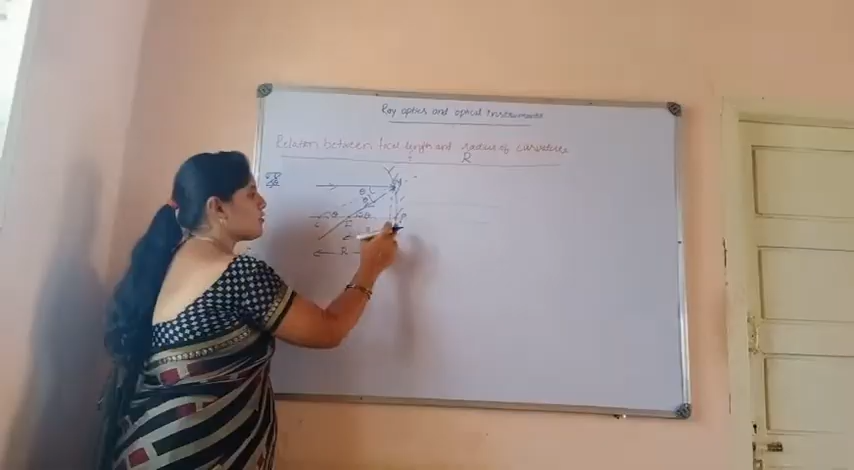 Ray optics and optical Instruments
Relation between focal length and radius of curvature
f R
θ i
θ θ
C F P
R